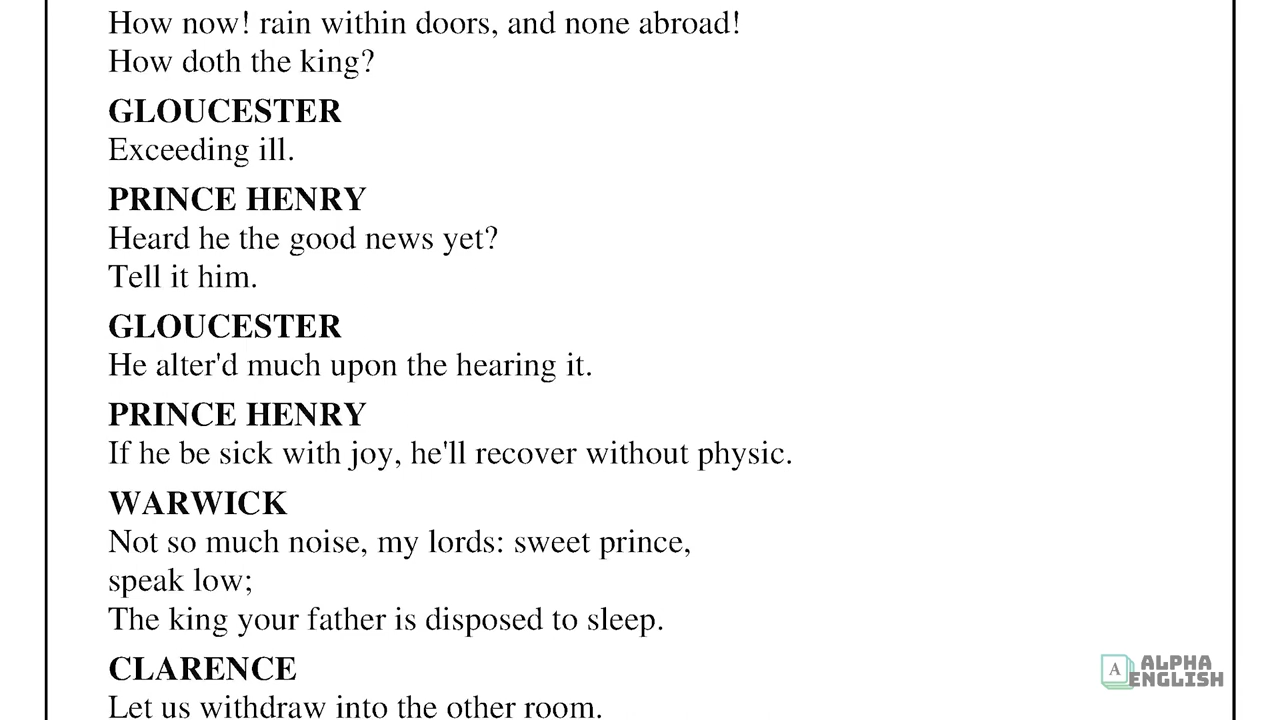 How now! rain within doors, and none abroad!
How doth the king?
GLOUCESTER
Exceeding ill.
PRINCE HENRY
Heard he the good news yet?
Tell it him.
GLOUCESTER
He alter'd much upon the hearing it.
PRINCE HENRY
If he be sick with joy, he'll recover without physic.
WARWICK
Not so much noise, my lords: sweet prince,
speak low;
The king your father is disposed to sleep.
CLARENCE
Let us withdraw into the other room.
A ALPHA
ENGLISH